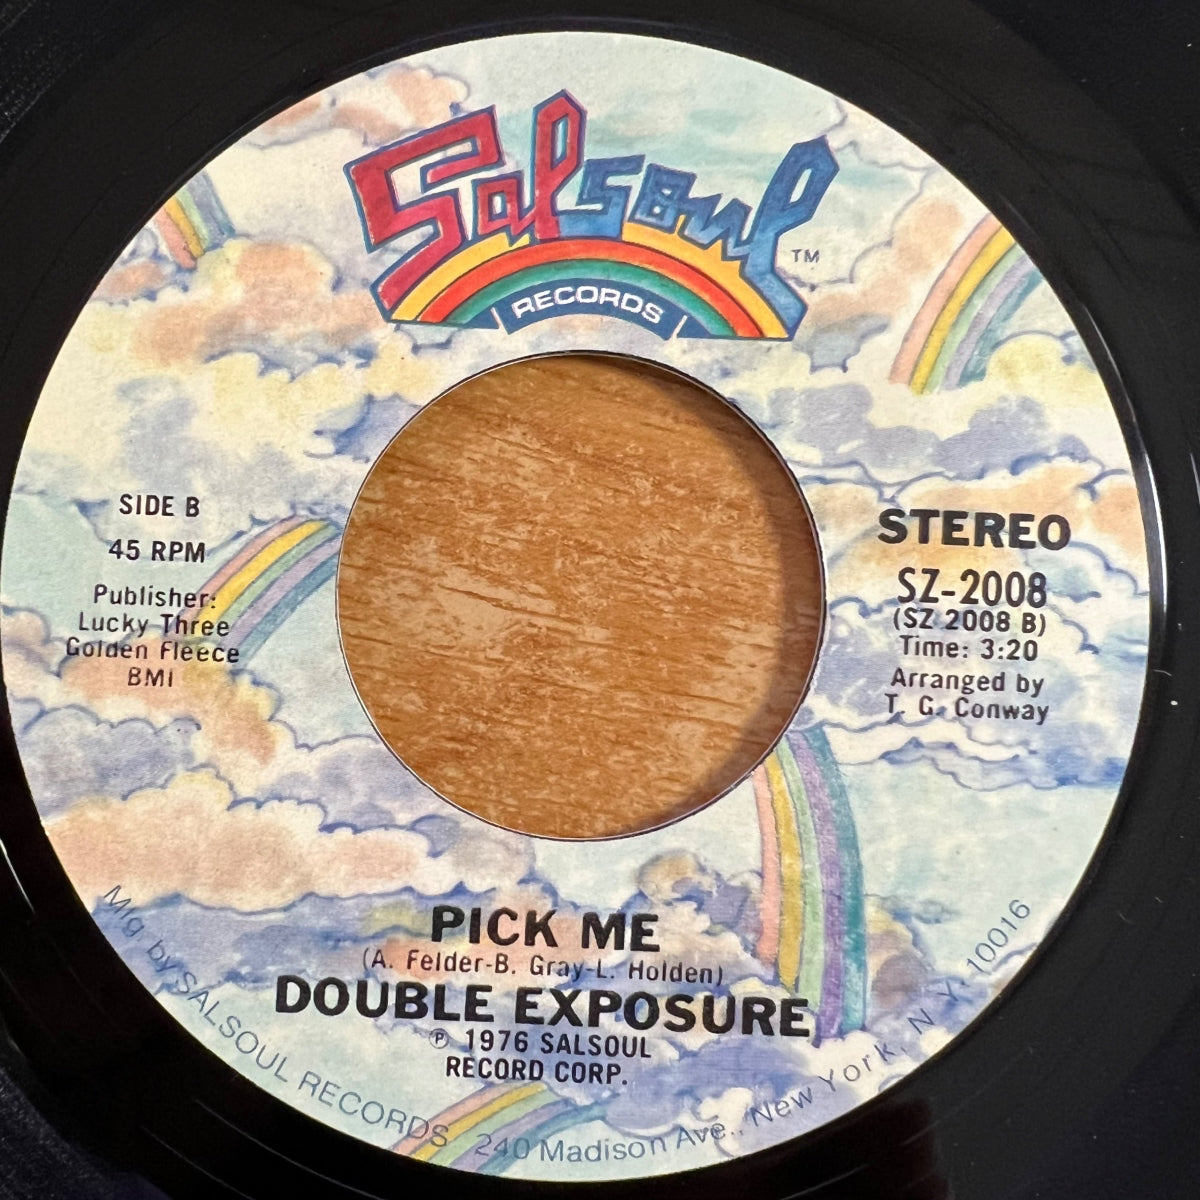 Salsoul
TM
RECORDS
SIDE B
45 RPM
Publisher:
Lucky Three
Golden Fleece
BMI
STEREO
SZ-2008
(SZ 2008 B)
Time: 3:20
Arranged by
T. G. Conway
PICK ME
(A. Felder-B. Gray-L. Holden)
DOUBLE EXPOSURE
℗ 1976 SALSOUL
RECORD CORP.
Mfg by SALSOUL RECORDS 240 Madison Ave., New York, N Y. 10016